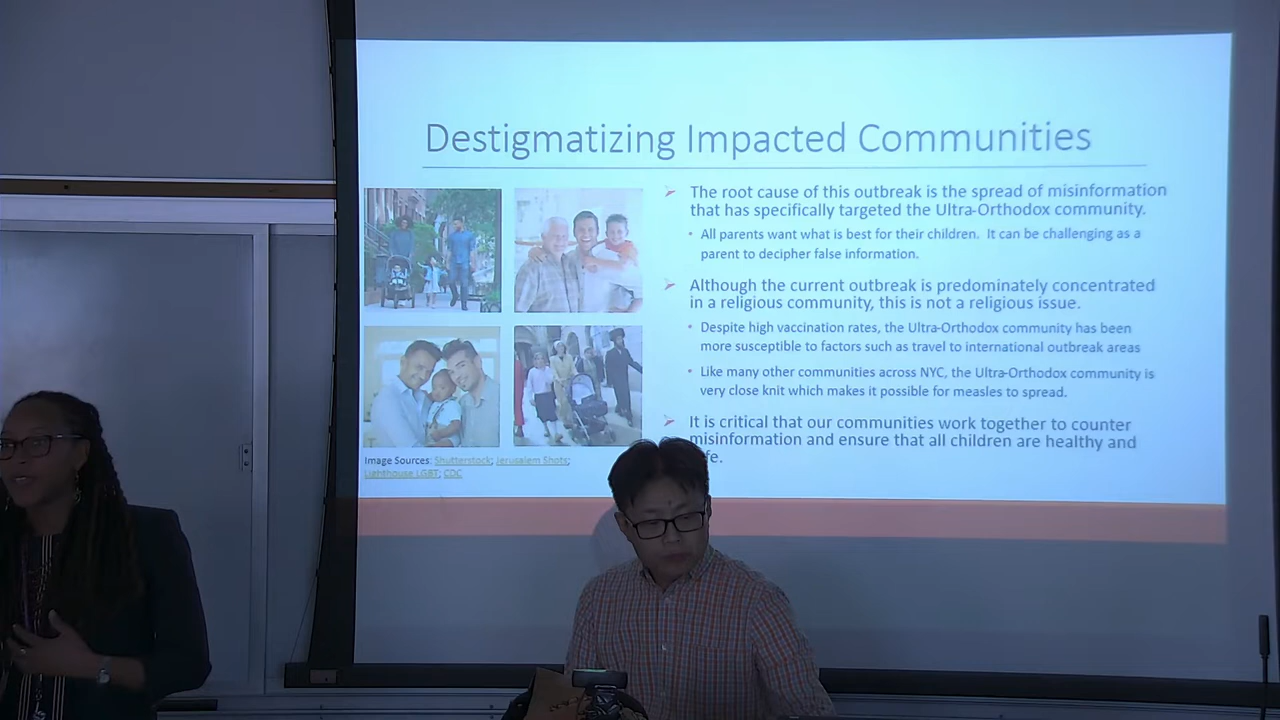 Destigmatizing Impacted Communities
The root cause of this outbreak is the spread of misinformation
that has specifically targeted the Ultra-Orthodox community.
All parents want what is best for their children. It can be challenging as a
parent to decipher false information.
Although the current outbreak is predominately concentrated
in a religious community, this is not a religious issue.
Despite high vaccination rates, the Ultra-Orthodox community has been
more susceptible to factors such as travel to international outbreak areas
Like many other communities across NYC, the Ultra-Orthodox community is
very close knit which makes it possible for measles to spread.
It is critical that our communities work together to counter
misinformation and ensure that all children are healthy and
fe.
Image Sources: Shutterstock; Jerusalem Shots;
Lighthouse LGBT; CDC